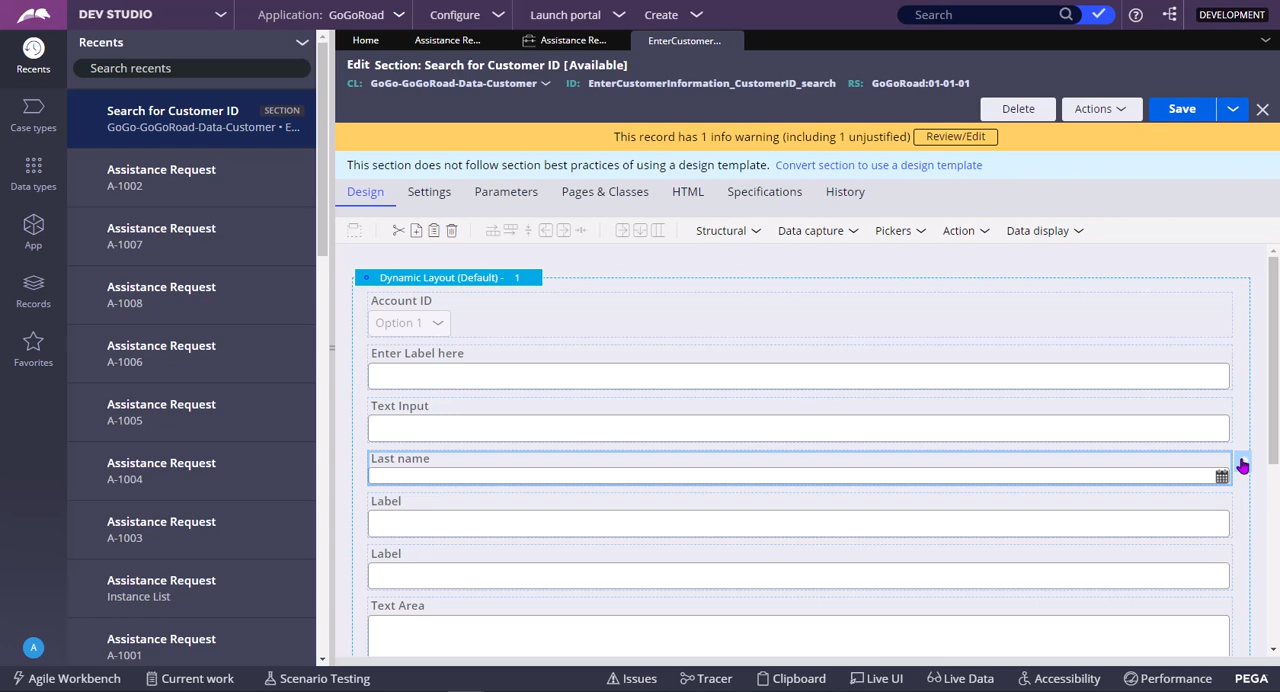 DEV STUDIO
Application: GoGoRoad
Configure
Launch portal
Create
Search
DEVELOPMENT
Recents
Case types
Data types
App
Records
Favorites
A
Recents
Search recents
Search for Customer ID SECTION
GoGo-GoGoRoad-Data-Customer • E...
Assistance Request
A-1002
Assistance Request
A-1007
Assistance Request
A-1008
Assistance Request
A-1006
Assistance Request
A-1005
Assistance Request
A-1004
Assistance Request
A-1003
Assistance Request
Instance List
Assistance Request
A-1001
Home
Assistance Re...
Assistance Re...
EnterCustomer...
Edit Section: Search for Customer ID [Available]
CL: GoGo-GoGoRoad-Data-Customer ID: EnterCustomerInformation_CustomerID_search RS: GoGoRoad:01-01-01
Delete
Actions
Save
This record has 1 info warning (including 1 unjustified) Review/Edit
This section does not follow section best practices of using a design template. Convert section to use a design template
Design
Settings
Parameters
Pages & Classes
HTML
Specifications
History
Structural
Data capture
Pickers
Action
Data display
Dynamic Layout (Default) - 1
Account ID
Option 1
Enter Label here
Text Input
Last name
Label
Label
Text Area
Agile Workbench
Current work
Scenario Testing
Issues
Tracer
Clipboard
Live UI
Live Data
Accessibility
Performance
PEGA